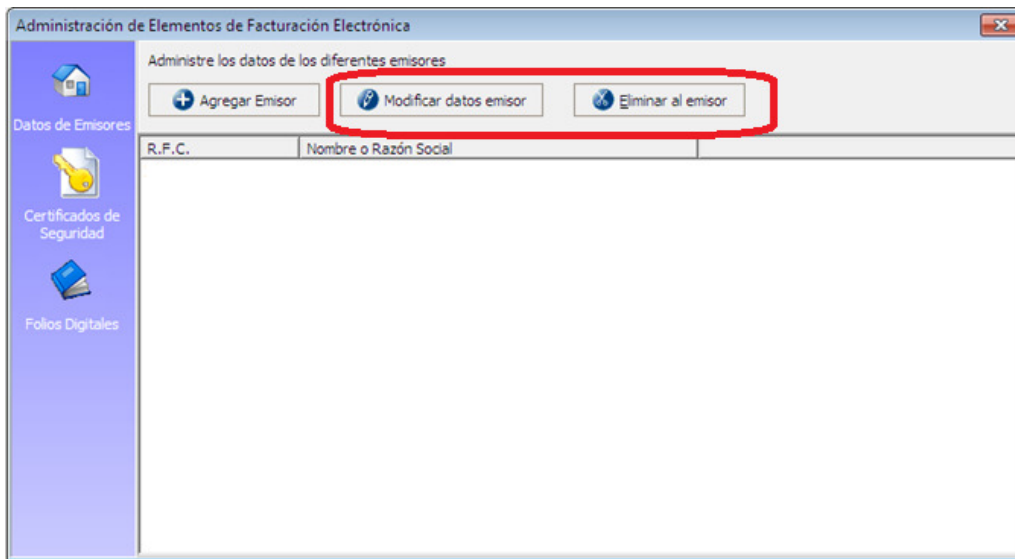 Administración de Elementos de Facturación Electrónica
Datos de Emisores
Certificados de
Seguridad
Folios Digitales
Administre los datos de los diferentes emisores
Agregar Emisor
Modificar datos emisor
Eliminar al emisor
R.F.C.
Nombre o Razón Social